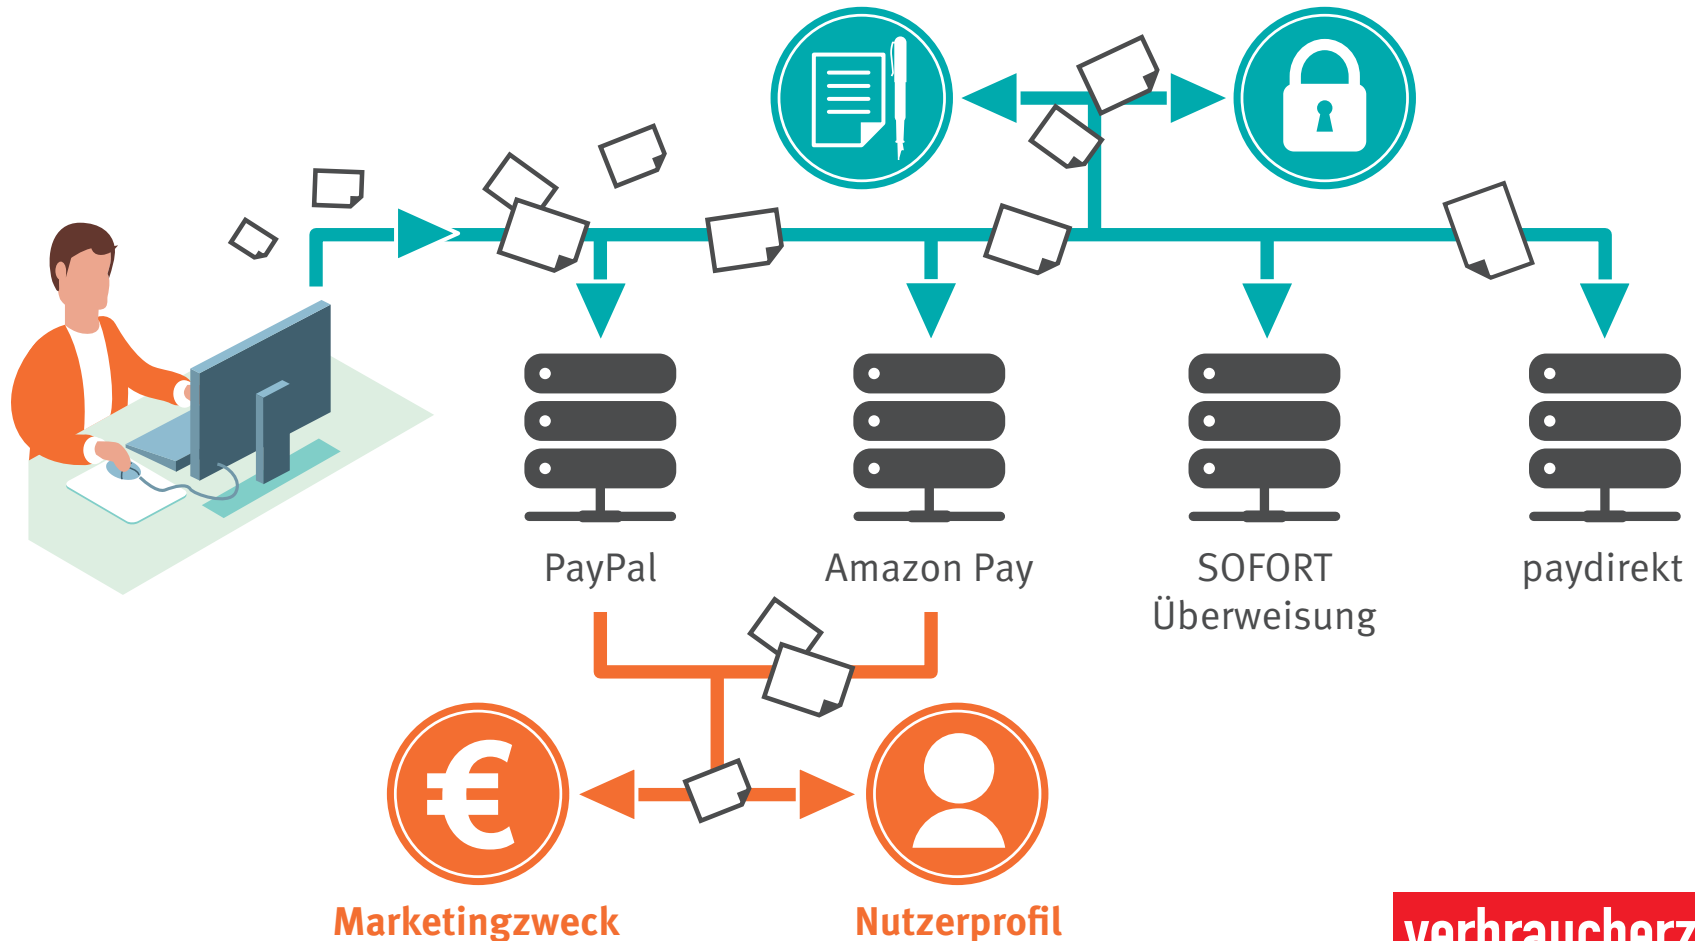 PayPal
Amazon Pay
SOFORT
Überweisung
paydirekt
Marketingzweck
Nutzerprofil